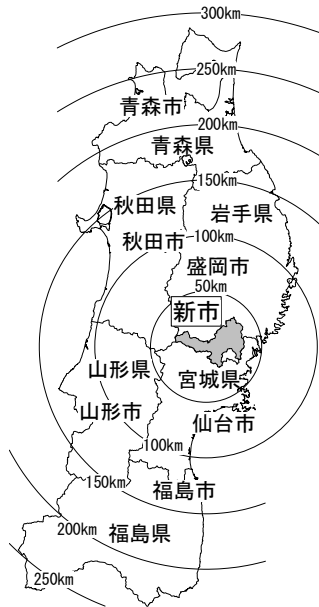 300km
250km
青森市
200km
青森県
150km
秋田県
岩手県
秋田市
100km
盛岡市
50km
新市
山形県
宮城県
山形市
仙台市
100km
150km
福島市
200km
福島県
250km